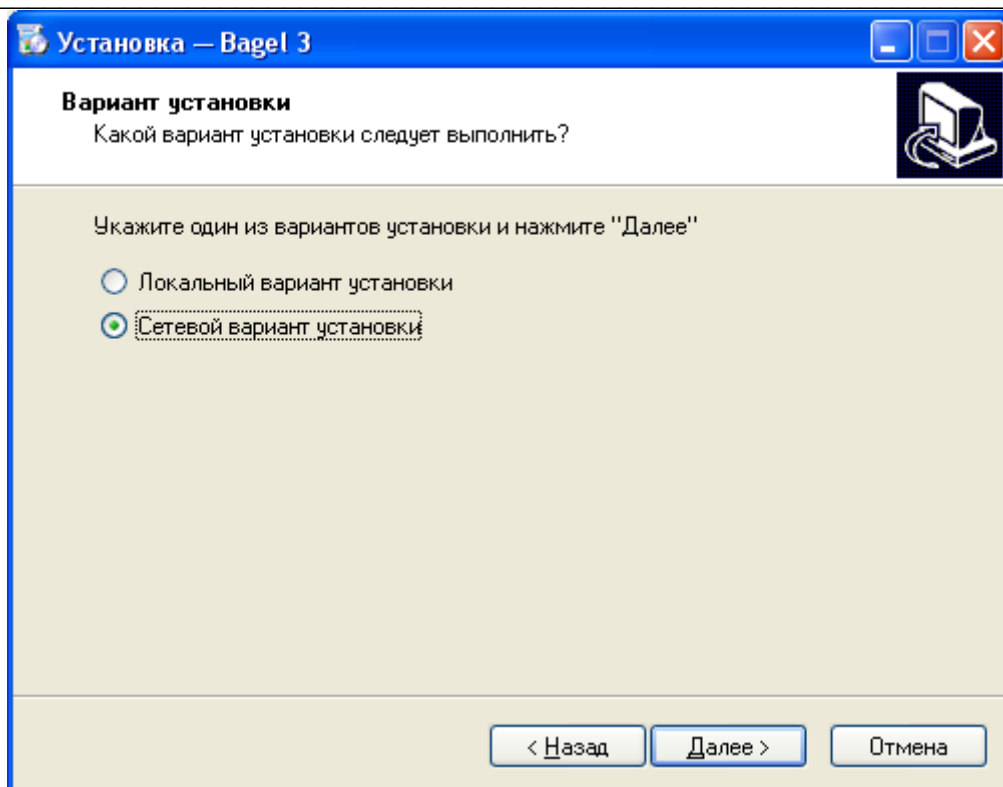 Установка — Bagel 3
Вариант установки
Какой вариант установки следует выполнить?
Укажите один из вариантов установки и нажмите "Далее"
Локальный вариант установки
Сетевой вариант установки
< Назад
Далее >
Отмена